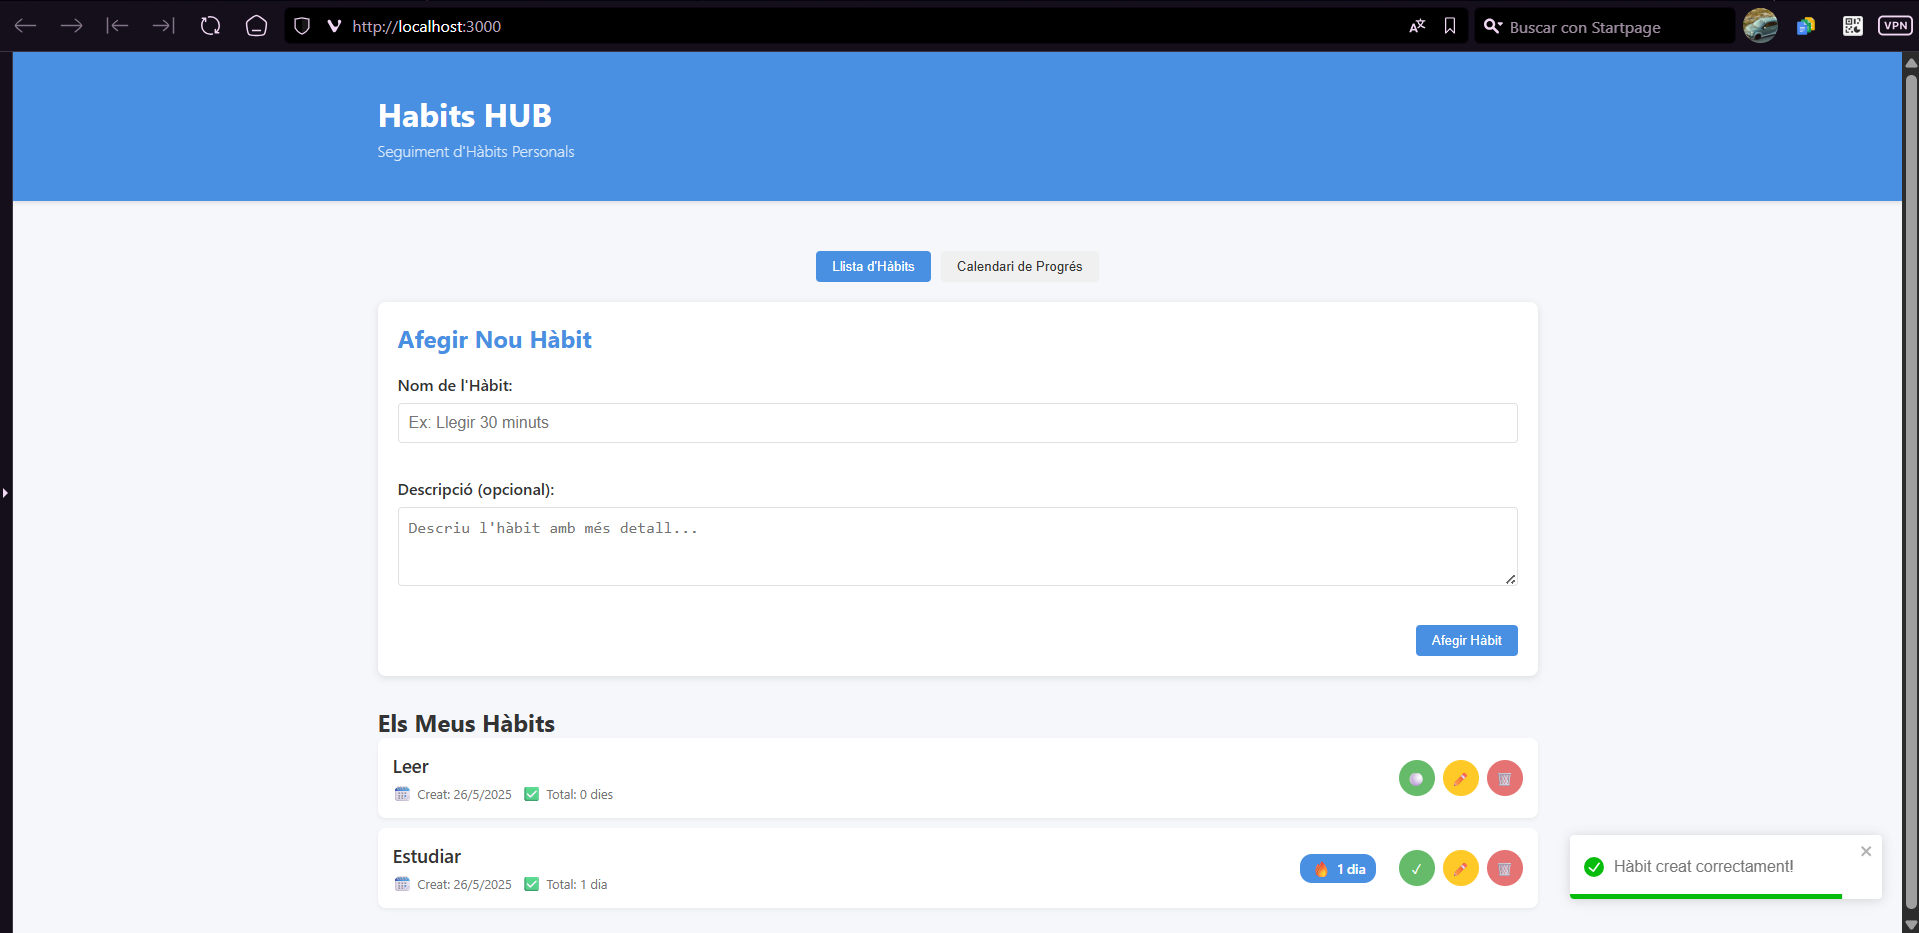 http://localhost:3000
Buscar con Startpage
VPN
Habits HUB
Seguiment d'Hàbits Personals
Llista d'Hàbits
Calendari de Progrés
Afegir Nou Hàbit
Nom de l'Hàbit:
Ex: Llegir 30 minuts
Descripció (opcional):
Descriu l'hàbit amb més detall...
Afegir Hàbit
Els Meus Hàbits
Leer
Creat: 26/5/2025 Total: 0 dies
Estudiar
Creat: 26/5/2025 Total: 1 dia
1 dia
Hàbit creat correctament!